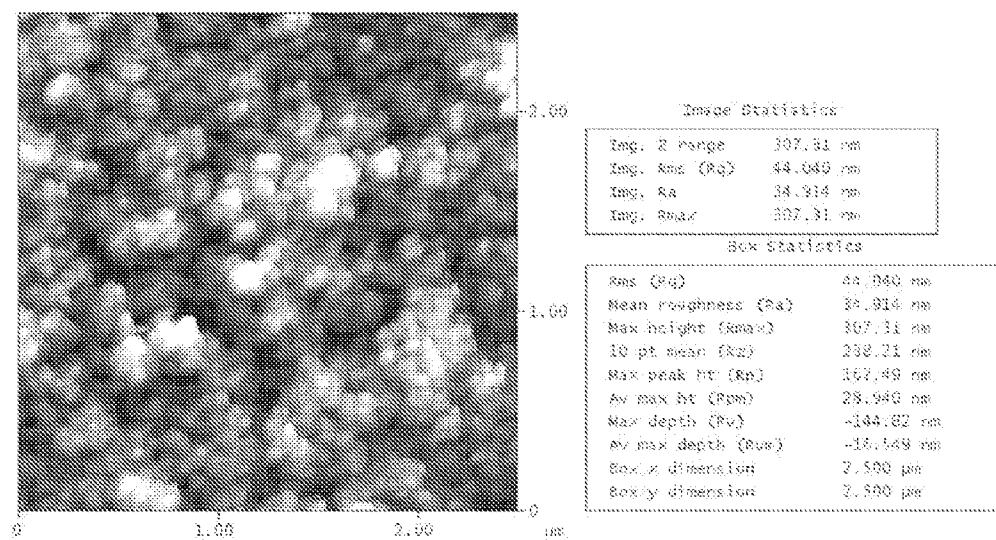 2.00
1.00
0
0 1.00 2.00 µm
Image Statistics
Img. Z range 307.31 nm
Img. Rms (Rq) 44.040 nm
Img. Ra 34.914 nm
Img. Rmax 307.31 nm
Box Statistics
Rms (Rq) 44.040 nm
Mean roughness (Ra) 34.914 nm
Max height (Rmax) 307.31 nm
10 pt mean (Rz) nm
Max peak ht (Rp) 162.49 nm
Av max ht (Rpm) 28.940 nm
Max depth (Rv) -144.82 nm
Av max depth (Rvm) nm
Box x dimension 2.500 µm
Box y dimension 2.500 µm